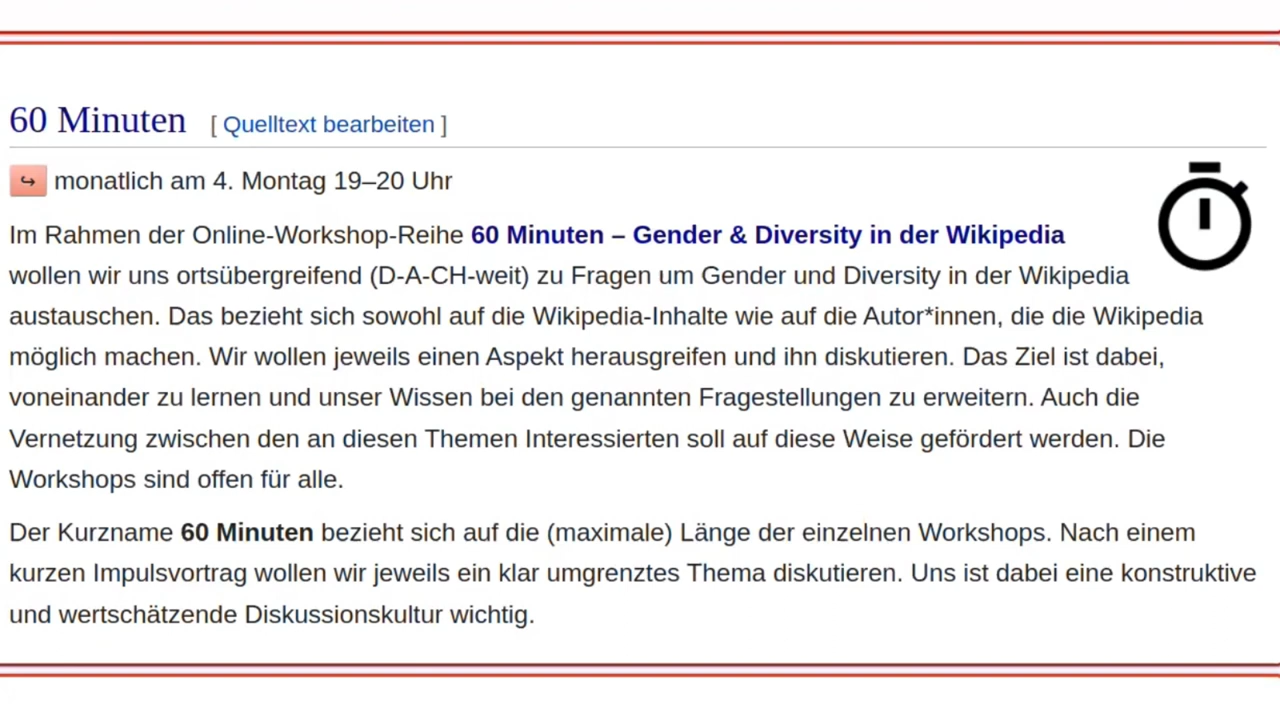 60 Minuten [ Quelltext bearbeiten ]
↪ monatlich am 4. Montag 19–20 Uhr
Im Rahmen der Online-Workshop-Reihe 60 Minuten – Gender & Diversity in der Wikipedia
wollen wir uns ortsübergreifend (D-A-CH-weit) zu Fragen um Gender und Diversity in der Wikipedia
austauschen. Das bezieht sich sowohl auf die Wikipedia-Inhalte wie auf die Autor*innen, die die Wikipedia
möglich machen. Wir wollen jeweils einen Aspekt herausgreifen und ihn diskutieren. Das Ziel ist dabei,
voneinander zu lernen und unser Wissen bei den genannten Fragestellungen zu erweitern. Auch die
Vernetzung zwischen den an diesen Themen Interessierten soll auf diese Weise gefördert werden. Die
Workshops sind offen für alle.
Der Kurzname 60 Minuten bezieht sich auf die (maximale) Länge der einzelnen Workshops. Nach einem
kurzen Impulsvortrag wollen wir jeweils ein klar umgrenztes Thema diskutieren. Uns ist dabei eine konstruktive
und wertschätzende Diskussionskultur wichtig.